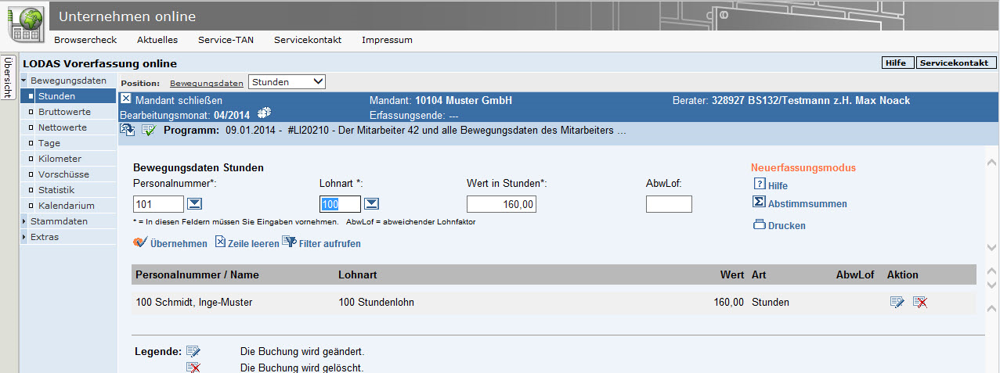 Unternehmen online
Browsercheck Aktuelles Service-TAN Servicekontakt Impressum
Übersicht
LODAS Vorerfassung online Hilfe Servicekontakt
Bewegungsdaten
Stunden
Bruttowerte
Nettowerte
Tage
Kilometer
Vorschüsse
Statistik
Kalendarium
Stammdaten
Extras
Position: Bewegungsdaten Stunden
Mandant schließen Mandant: 10104 Muster GmbH Berater: 328927 BS132/Testmann z.H. Max Noack
Bearbeitungsmonat: 04/2014 Erfassungsende: ---
Programm: 09.01.2014 - #LI20210 - Der Mitarbeiter 42 und alle Bewegungsdaten des Mitarbeiters ...
Bewegungsdaten Stunden Neuerfassungsmodus
Personalnummer*: Lohnart *: Wert in Stunden*: AbwLof:
101 100 160,00
Hilfe
Abstimmsummen
Drucken
* = In diesen Feldern müssen Sie Eingaben vornehmen. AbwLof = abweichender Lohnfaktor
Übernehmen Zeile leeren Filter aufrufen
Personalnummer / Name Lohnart Wert Art AbwLof Aktion
100 Schmidt, Inge-Muster 100 Stundenlohn 160,00 Stunden
Legende: Die Buchung wird geändert.
Die Buchung wird gelöscht.